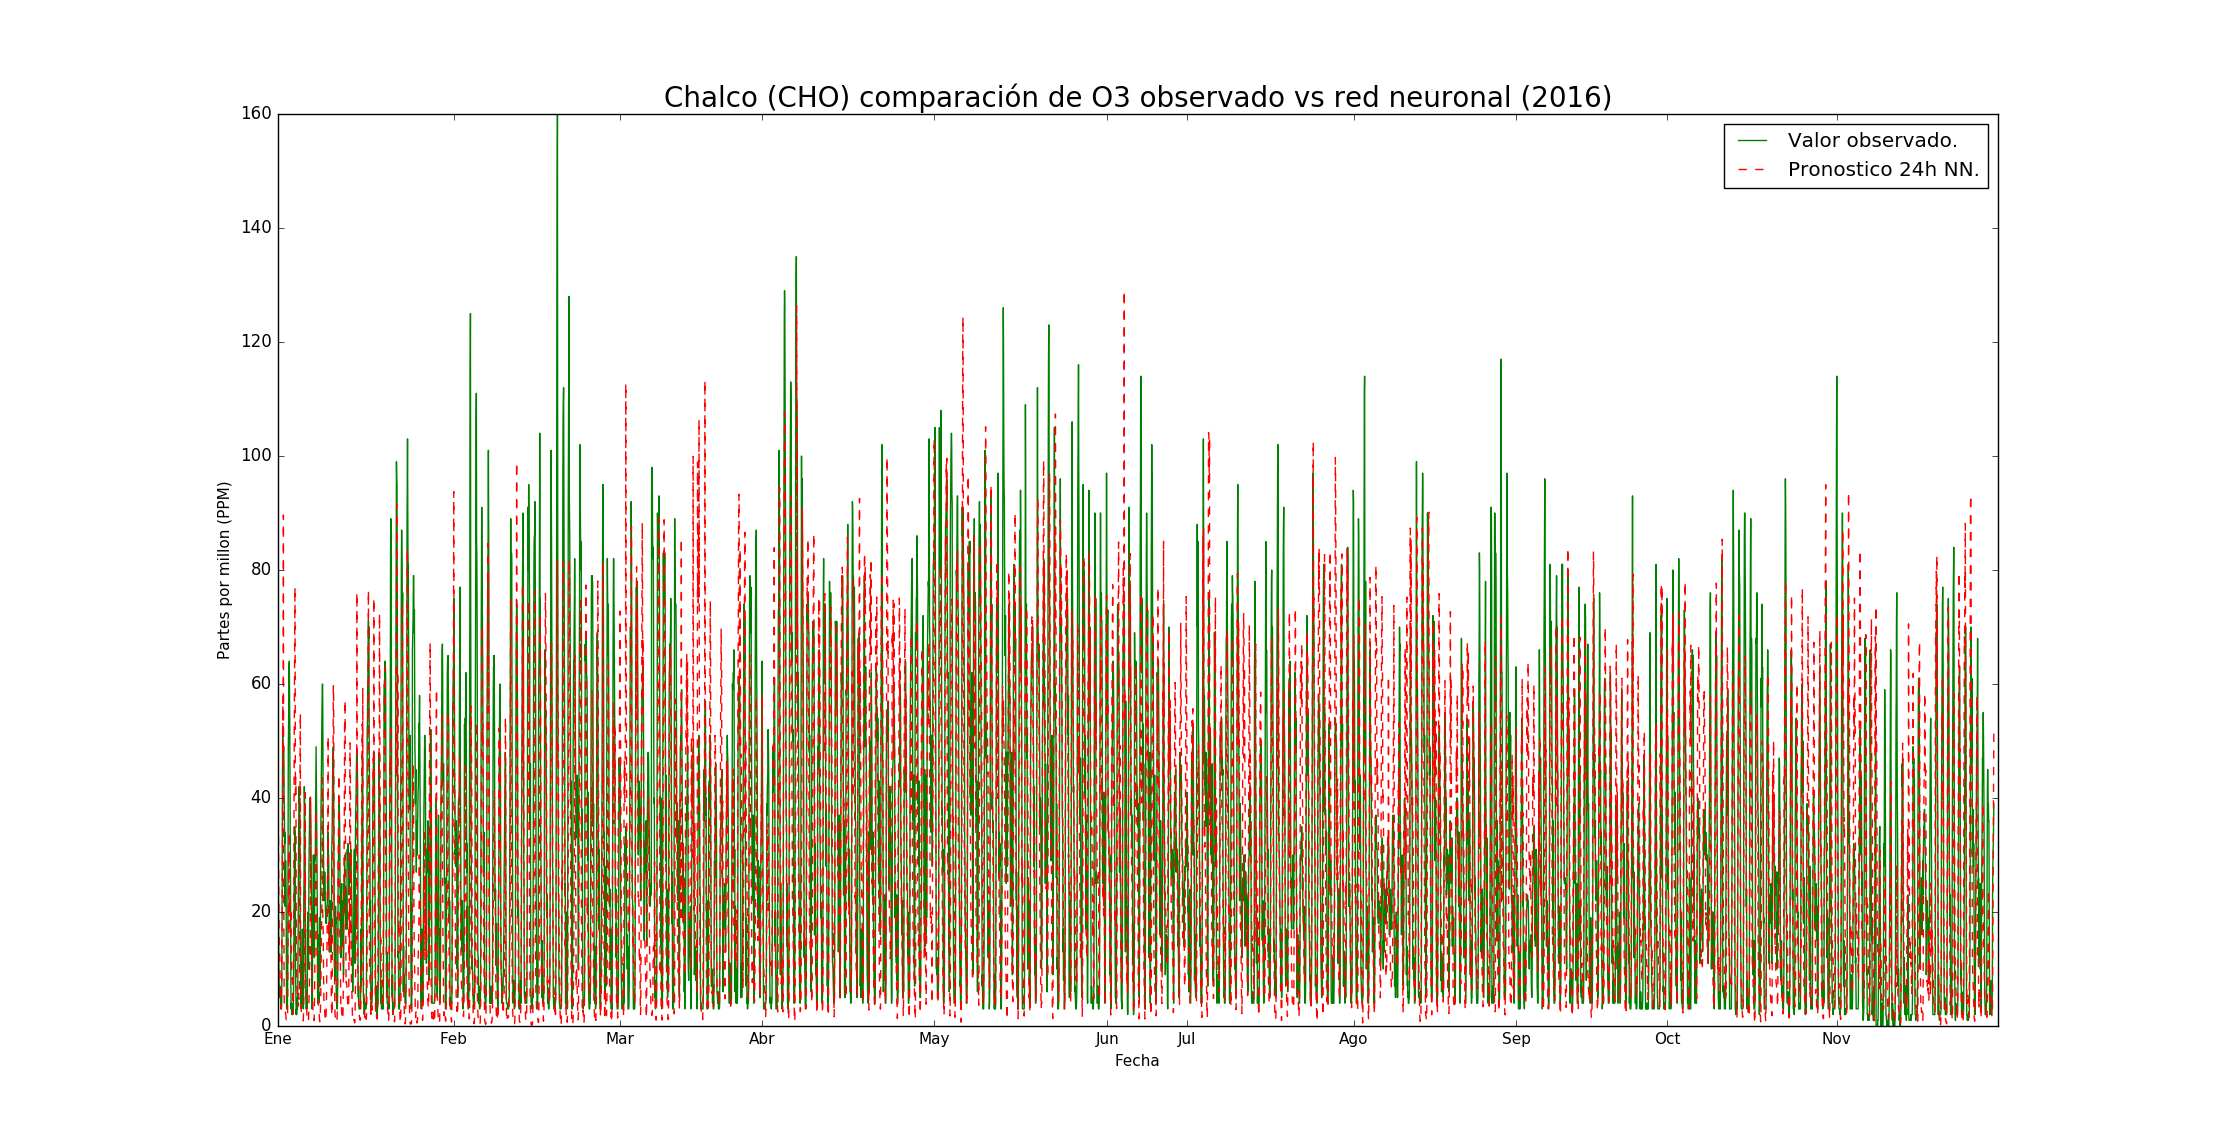 Chalco (CHO) comparación de O3 observado vs red neuronal (2016)
Valor observado.
Pronostico 24h NN.
160
140
120
100
80
60
40
20
0
Partes por millon (PPM)
Ene Feb Mar Abr May Jun Jul Ago Sep Oct Nov
Fecha